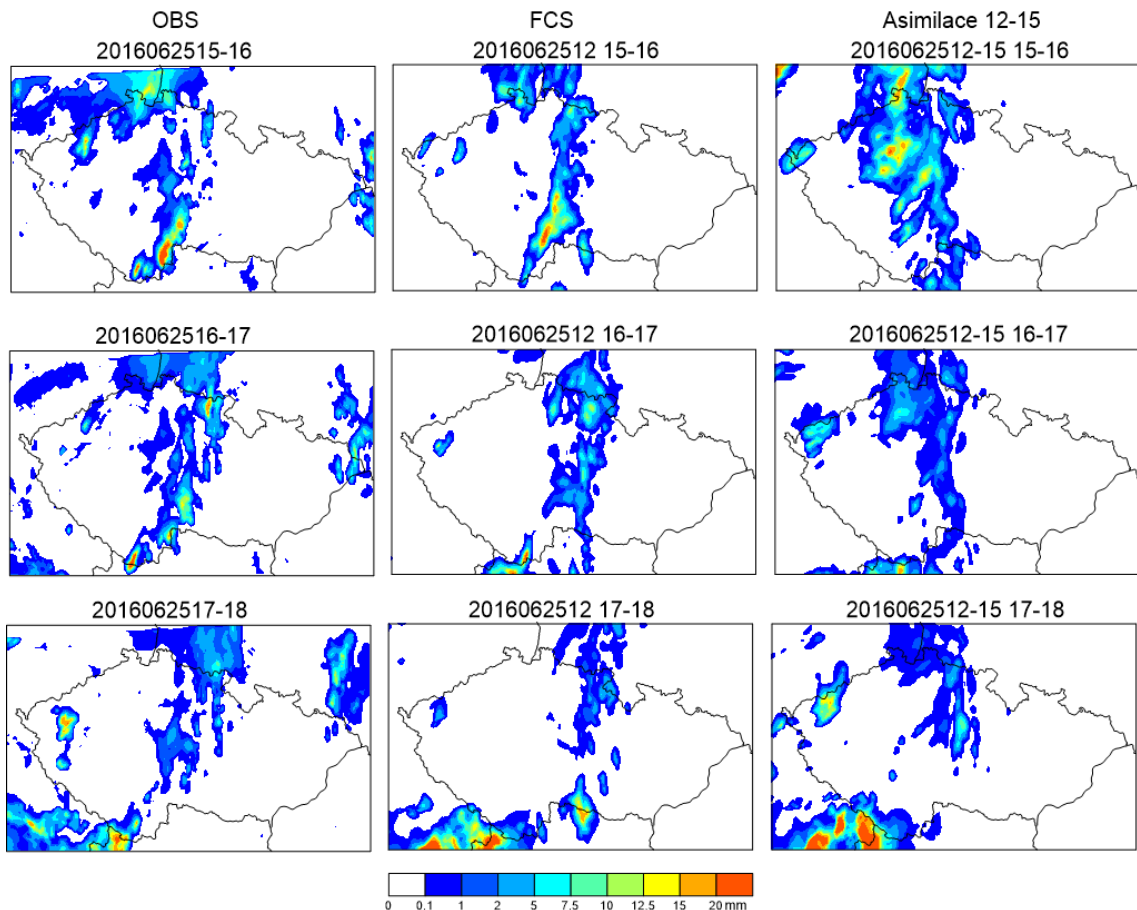 OBS FCS Asimilace 12-15
2016062515-16 2016062512 15-16 2016062512-15 15-16
2016062516-17 2016062512 16-17 2016062512-15 16-17
2016062517-18 2016062512 17-18 2016062512-15 17-18
0 0.1 1 2 5 7.5 10 12.5 15 20 mm